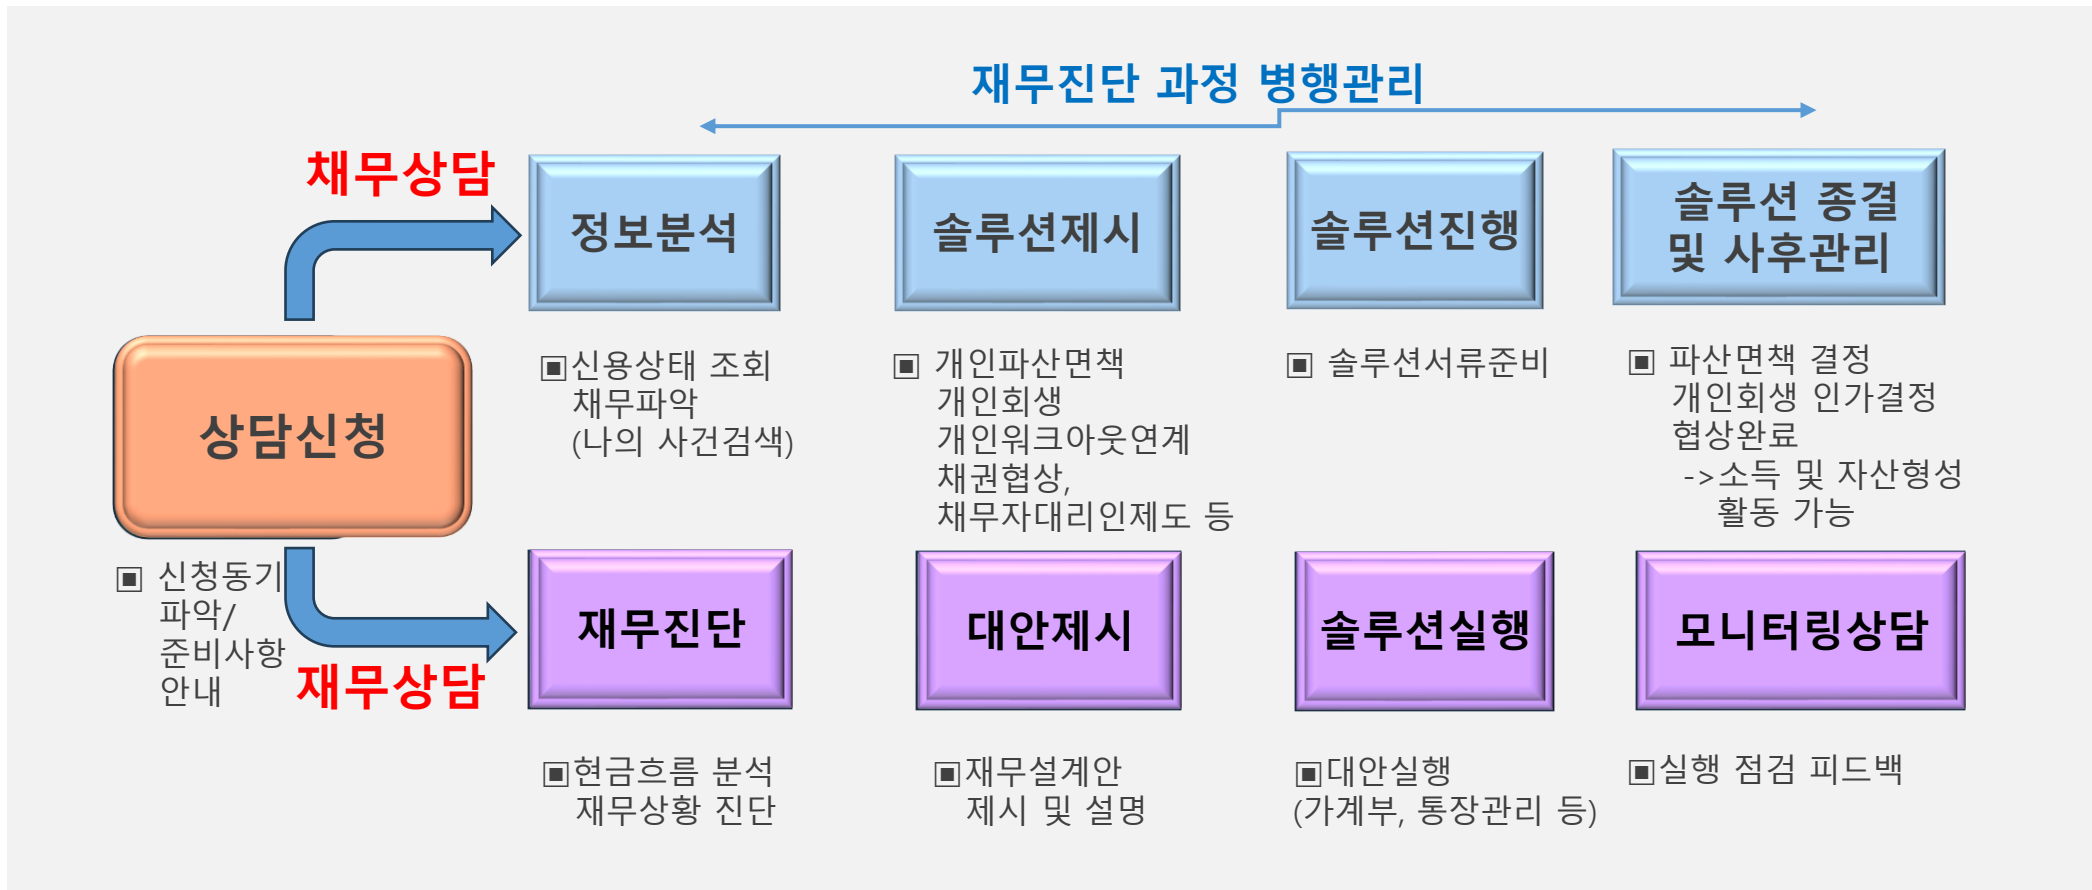 재무진단 과정 병행관리
채무상담
정보분석
솔루션제시
솔루션진행
솔루션 종결
및 사후관리
▣신용상태 조회
채무파악
(나의 사건검색)
▣ 개인파산면책
개인회생
개인워크아웃연계
채권협상,
채무자대리인제도 등
▣ 솔루션서류준비
▣ 파산면책 결정
개인회생 인가결정
협상완료
->소득 및 자산형성
활동 가능
상담신청
▣ 신청동기
파악/
준비사항
안내
재무상담
재무진단
대안제시
솔루션실행
모니터링상담
▣현금흐름 분석
재무상황 진단
▣재무설계안
제시 및 설명
▣대안실행
(가계부, 통장관리 등)
▣실행 점검 피드백